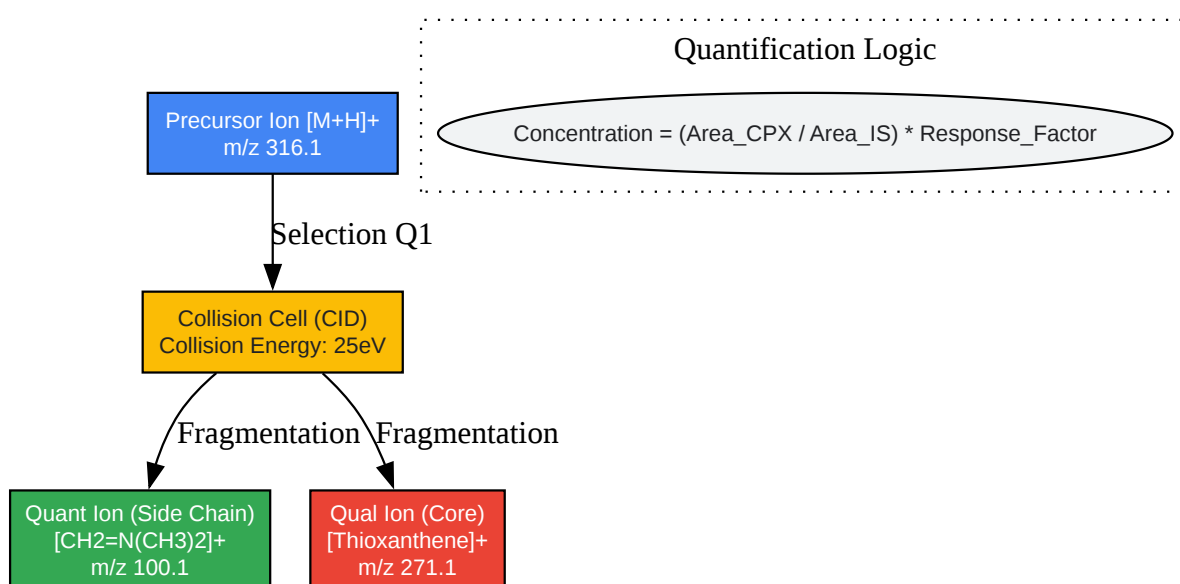 Quantification Logic
Precursor Ion [M+H]+
m/z 316.1
Concentration = (Area_CPX / Area_IS) * Response_Factor
Selection Q1
Collision Cell (CID)
Collision Energy: 25eV
Fragmentation
Fragmentation
Quant Ion (Side Chain)
[CH2=N(CH3)2]+
m/z 100.1
Qual Ion (Core)
[Thioxanthene]+
m/z 271.1